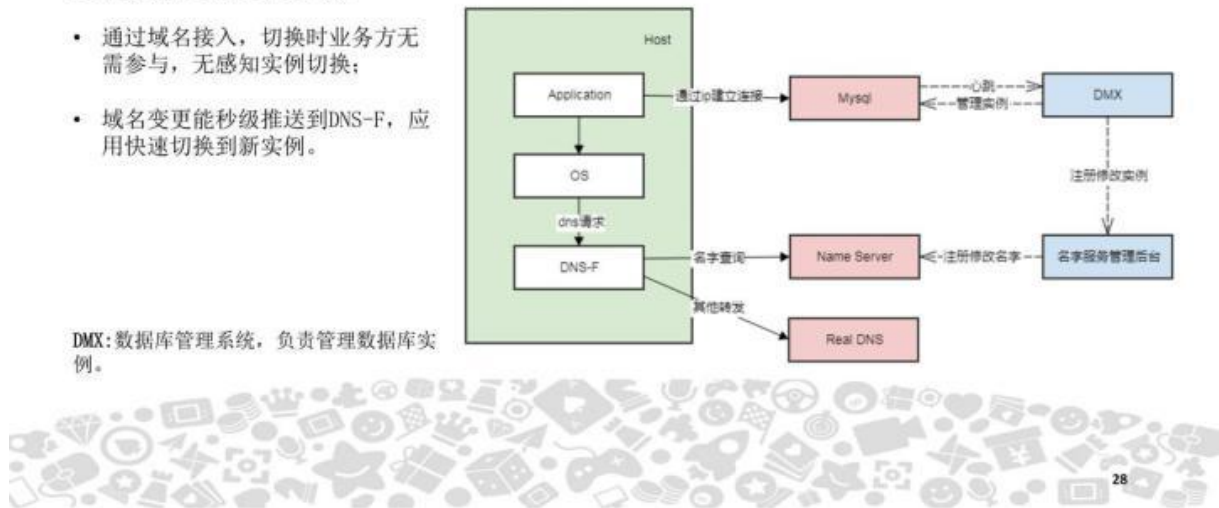 • 通过域名接入，切换时业务方无
需参与，无感知实例切换；
• 域名变更能秒级推送到DNS-F，应
用快速切换到新实例。
DMX:数据库管理系统，负责管理数据库实
例。
Host
Application
通过ip建立连接
Mysql
心跳
管理实例
DMX
OS
注册修改实例
dns请求
DNS-F
名字查询
Name Server
注册修改名字
名字服务管理后台
其他转发
Real DNS
28